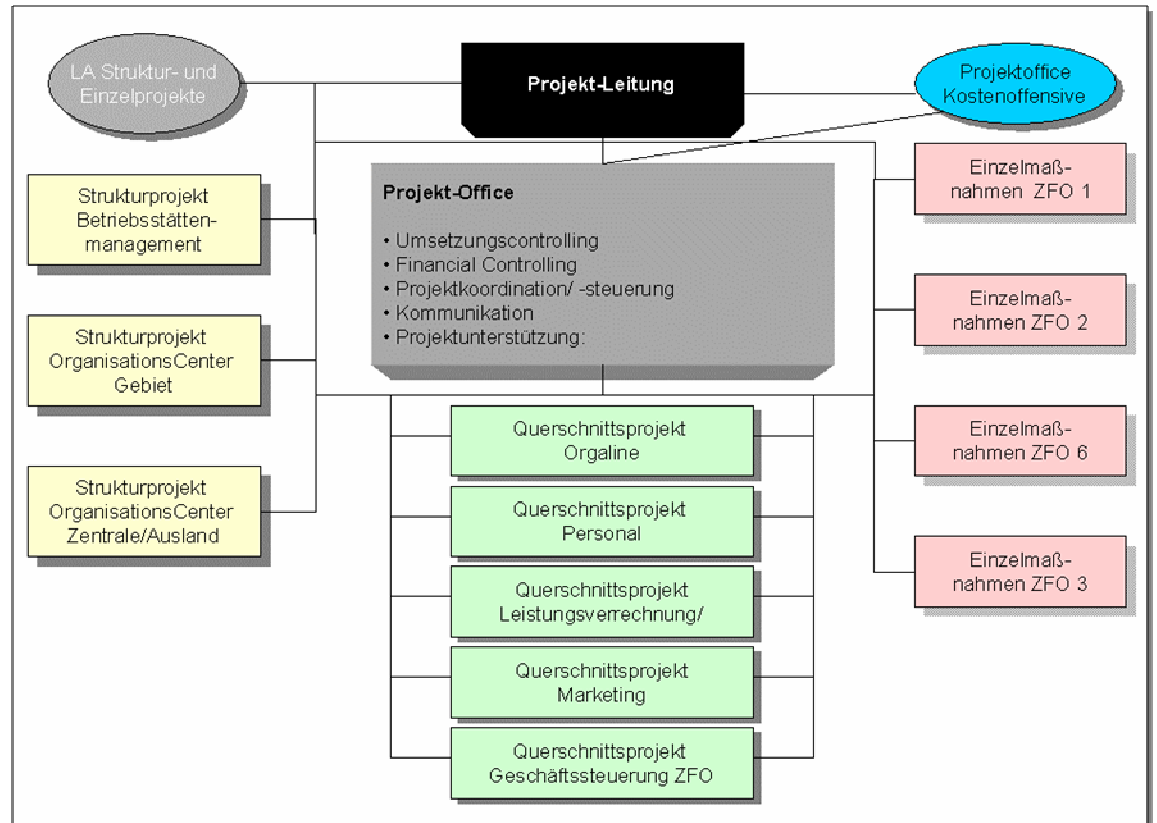 LA Struktur- und
Einzelprojekte
Projekt-Leitung
Projektoffice
Kostenoffensive
Strukturprojekt
Betriebsstätten-
management
Strukturprojekt
OrganisationsCenter
Gebiet
Strukturprojekt
OrganisationsCenter
Zentrale/Ausland
Projekt-Office
• Umsetzungscontrolling
• Financial Controlling
• Projektkoordination/ -steuerung
• Kommunikation
• Projektunterstützung:
Querschnittsprojekt
Orgaline
Querschnittsprojekt
Personal
Querschnittsprojekt
Leistungsverrechnung/
Querschnittsprojekt
Marketing
Querschnittsprojekt
Geschäftssteuerung ZFO
Einzelmaß-
nahmen ZFO 1
Einzelmaß-
nahmen ZFO 2
Einzelmaß-
nahmen ZFO 6
Einzelmaß-
nahmen ZFO 3